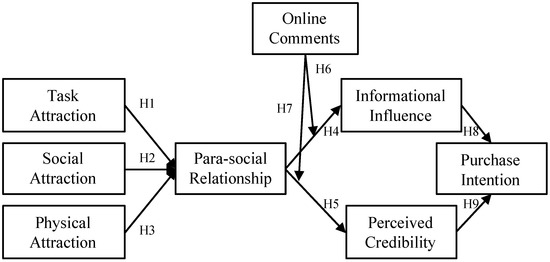 Online
Comments
H6
H7
Task
Attraction
H1
Informational
Influence
H4
H8
Social
Attraction
H2
Para-social
Relationship
Purchase
Intention
Physical
Attraction
H3
H5
Perceived
Credibility
H9